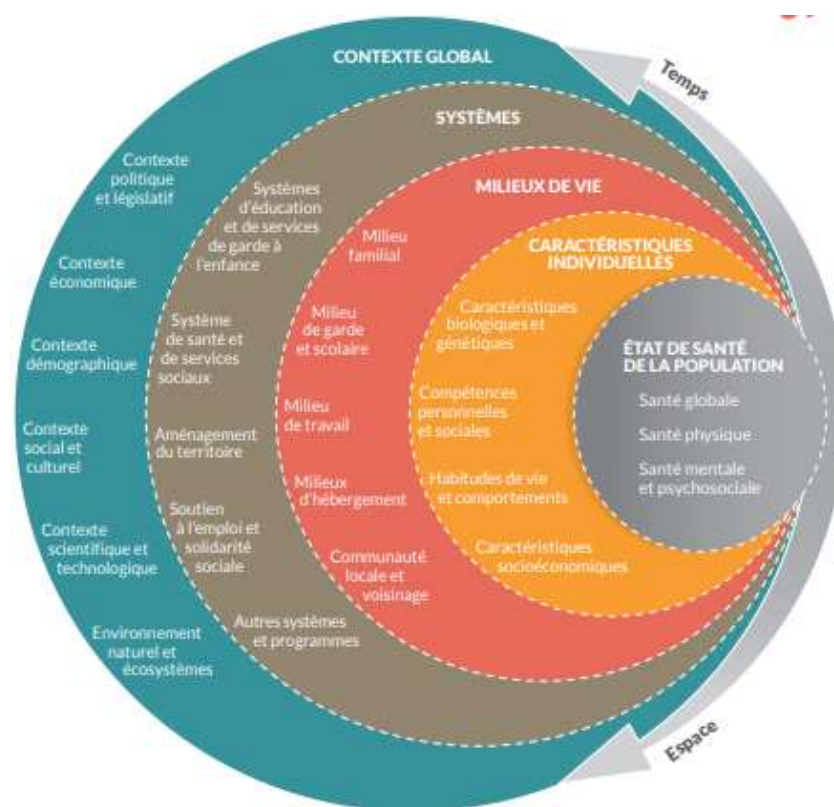 CONTEXTE GLOBAL
Temps
SYSTÈMES
MILIEUX DE VIE
CARACTÉRISTIQUES
INDIVIDUELLES
ÉTAT DE SANTÉ
DE LA POPULATION
Santé globale
Santé physique
Santé mentale
et psychosociale
Contexte
politique
et législatif
Contexte
économique
Contexte
démographique
Contexte
social et
culturel
Contexte
scientifique et
technologique
Environnement
naturel et
écosystèmes
Systèmes
d'éducation
et de services
de garde à
l'enfance
Système
de santé et
de services
sociaux
Aménagement
du territoire
Soutien
à l'emploi et
solidarité
sociale
Autres systèmes
et programmes
Milieu
familial
Milieu
de garde
et scolaire
Milieu
de travail
Milieux
d'hébergement
Communauté
locale et
voisinage
Caractéristiques
biologiques et
génétiques
Compétences
personnelles
et sociales
Habitudes de vie
et comportements
Caractéristiques
socioéconomiques
Espace